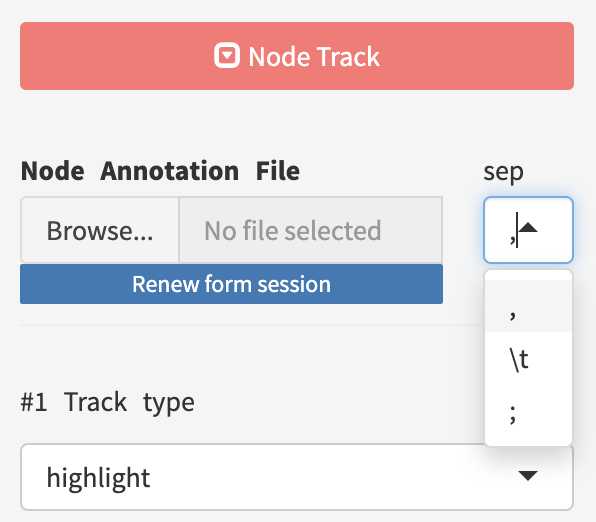 Node Track
Node Annotation File
sep
Browse... No file selected
,
Renew form session
,
\t
;
#1 Track type
highlight